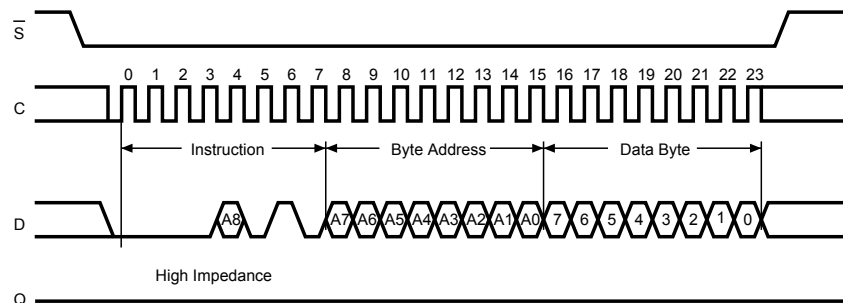 S
0 1 2 3 4 5 6 7 8 9 10 11 12 13 14 15 16 17 18 19 20 21 22 23
C
Instruction Byte Address Data Byte
D A8 A7 A6 A5 A4 A3 A2 A1 A0 7 6 5 4 3 2 1 0
High Impedance
Q